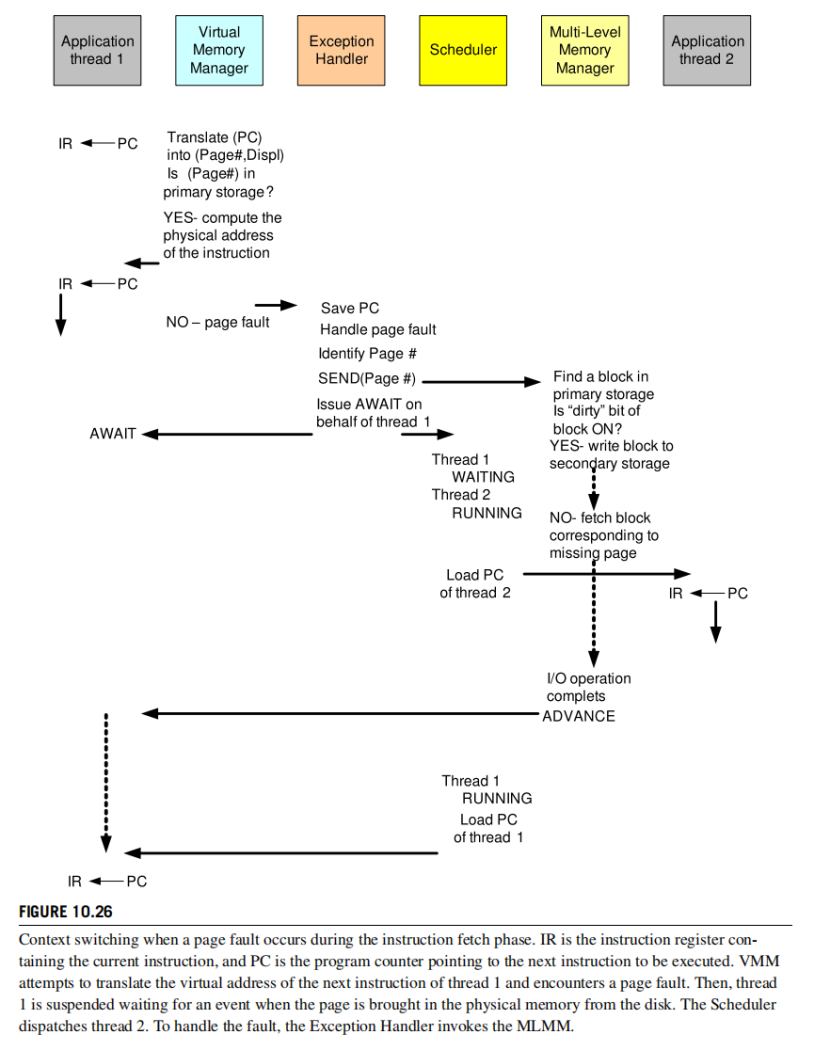 Application
thread 1
Virtual
Memory
Manager
Exception
Handler
Scheduler
Multi-Level
Memory
Manager
Application
thread 2
IR PC
Translate (PC)
into (Page#,Displ)
Is (Page#) in
primary storage?
YES- compute the
physical address
of the instruction
IR PC
NO – page fault
Save PC
Handle page fault
Identify Page #
SEND(Page #)
Issue AWAIT on
behalf of thread 1
AWAIT
Find a block in
primary storage
Is “dirty” bit of
block ON?
YES- write block to
secondary storage
Thread 1
WAITING
Thread 2
RUNNING
NO- fetch block
corresponding to
missing page
Load PC
of thread 2
IR PC
I/O operation
complets
ADVANCE
Thread 1
RUNNING
Load PC
of thread 1
IR PC
FIGURE 10.26
Context switching when a page fault occurs during the instruction fetch phase. IR is the instruction register con-
taining the current instruction, and PC is the program counter pointing to the next instruction to be executed. VMM
attempts to translate the virtual address of the next instruction of thread 1 and encounters a page fault. Then, thread
1 is suspended waiting for an event when the page is brought in the physical memory from the disk. The Scheduler
dispatches thread 2. To handle the fault, the Exception Handler invokes the MLMM.